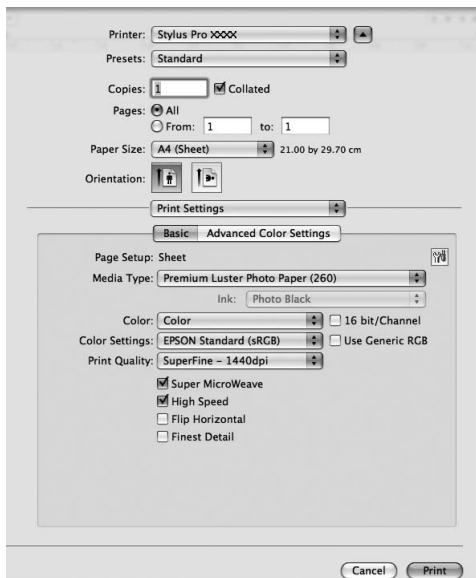 Printer: Stylus Pro XXXX
Presets: Standard
Copies: 1 Collated
Pages: All
From: 1 to: 1
Paper Size: A4 (Sheet) 21.00 by 29.70 cm
Orientation:
Print Settings
Basic Advanced Color Settings
Page Setup: Sheet
Media Type: Premium Luster Photo Paper (260)
Ink: Photo Black
Color: Color 16 bit/Channel
Color Settings: EPSON Standard (sRGB) Use Generic RGB
Print Quality: SuperFine - 1440dpi
Super MicroWeave
High Speed
Flip Horizontal
Finest Detail
Cancel Print